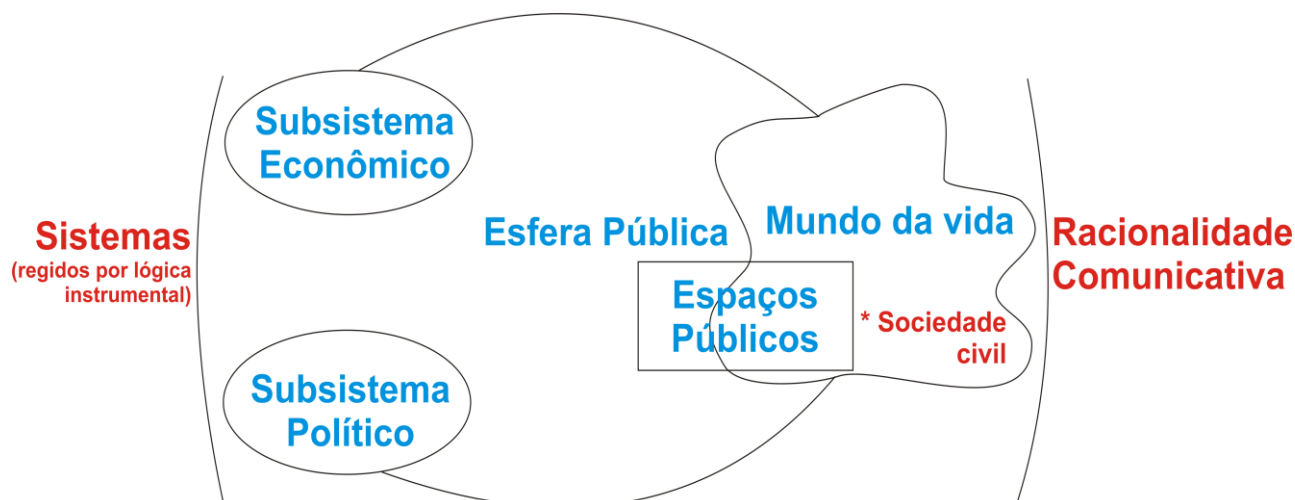 Subsistema
Econômico
Sistemas
(regidos por lógica
instrumental)
Esfera Pública
Mundo da vida
Racionalidade
Comunicativa
Espaços
Públicos
* Sociedade
civil
Subsistema
Político